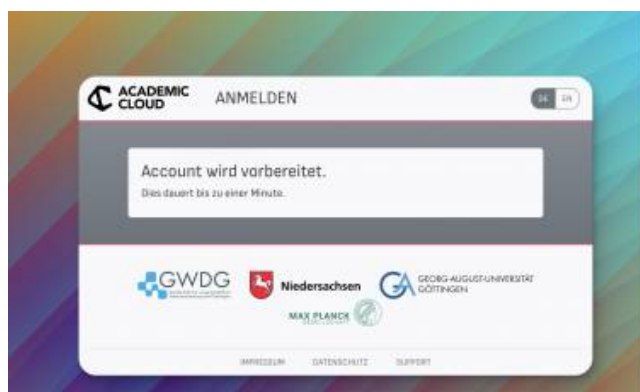 ACADEMIC
CLOUD
ANMELDEN
DE EN
Account wird vorbereitet.
Dies dauert bis zu einer Minute.
GWDG
Niedersachsen
GEORG-AUGUST-UNIVERSITÄT
GÖTTINGEN
MAX PLANCK
GESELLSCHAFT
IMPRESSUM DATENSCHUTZ SUPPORT